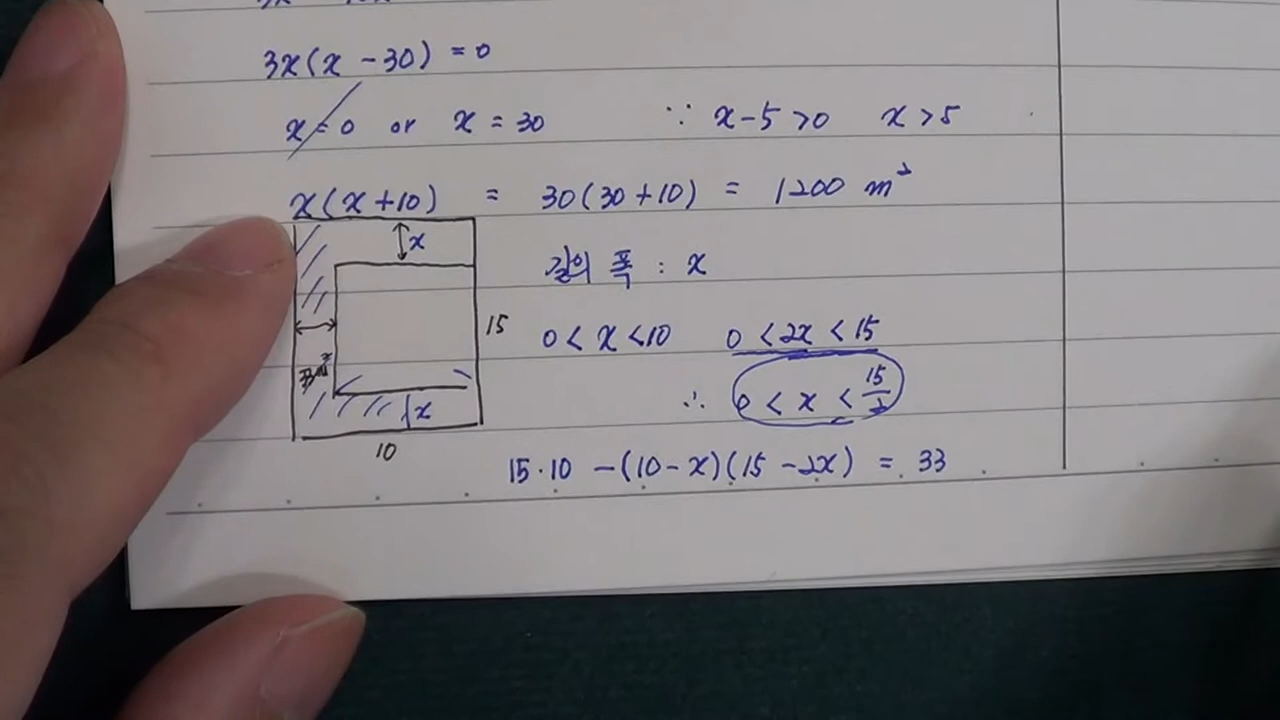 3x(x - 30) = 0
x = 0 or x = 30 ∵ x-5>0 x>5
x(x+10) = 30(30+10) = 1200 m²
x
길의 폭 : x
15
0 < x < 10 0 < 2x < 15
∴ 0 < x < 15/2
x
10
15·10 - (10-x)(15-2x) = 33